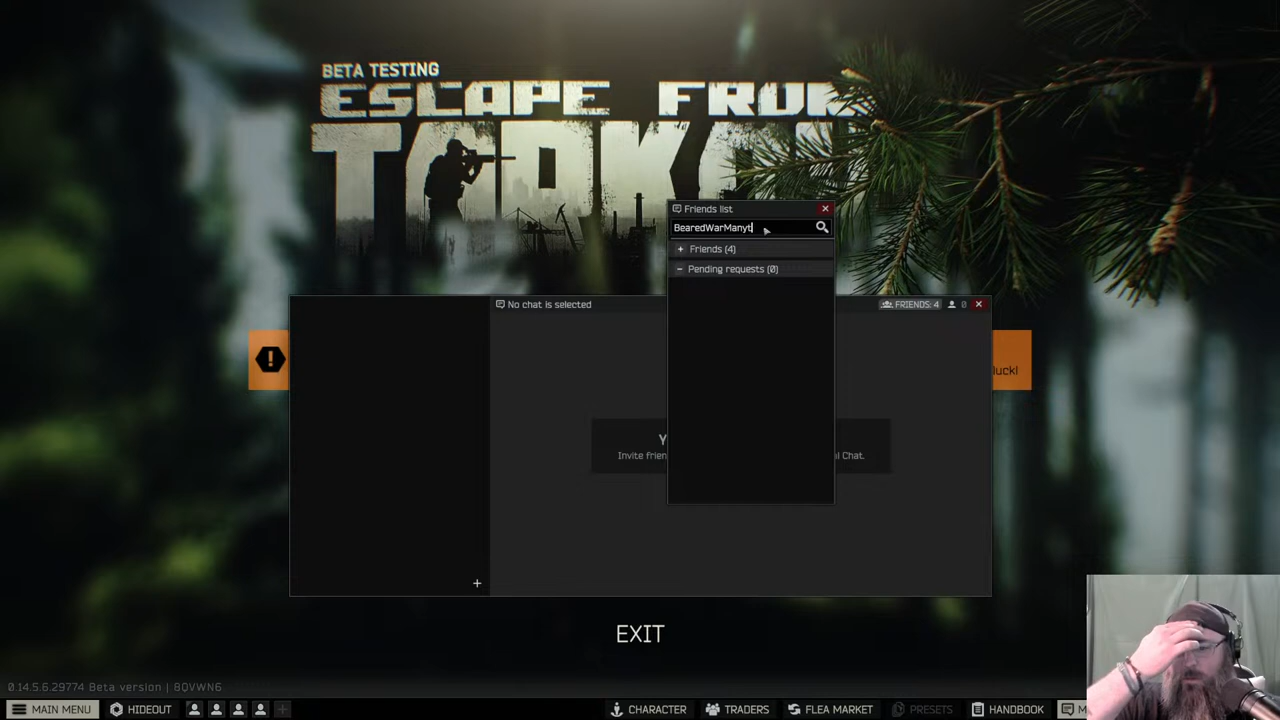 BETA TESTING
ESCAPE FROM
TARKOV
Friends list
BearedWarManyt
Friends (4)
Pending requests (0)
No chat is selected
FRIENDS: 4
0
luck!
Y
Invite frien
l Chat.
EXIT
0.14.5.6.29774 Beta version | 8QVWN6
MAIN MENU
HIDEOUT
CHARACTER
TRADERS
FLEA MARKET
PRESETS
HANDBOOK
M